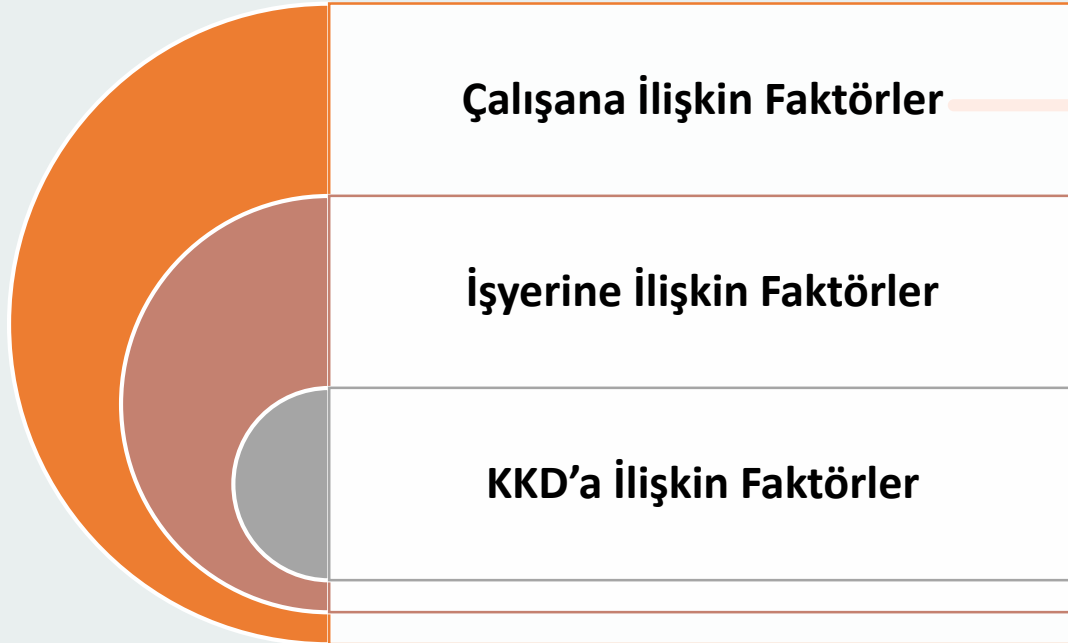 Çalışana İlişkin Faktörler
İşyerine İlişkin Faktörler
KKD’a İlişkin Faktörler